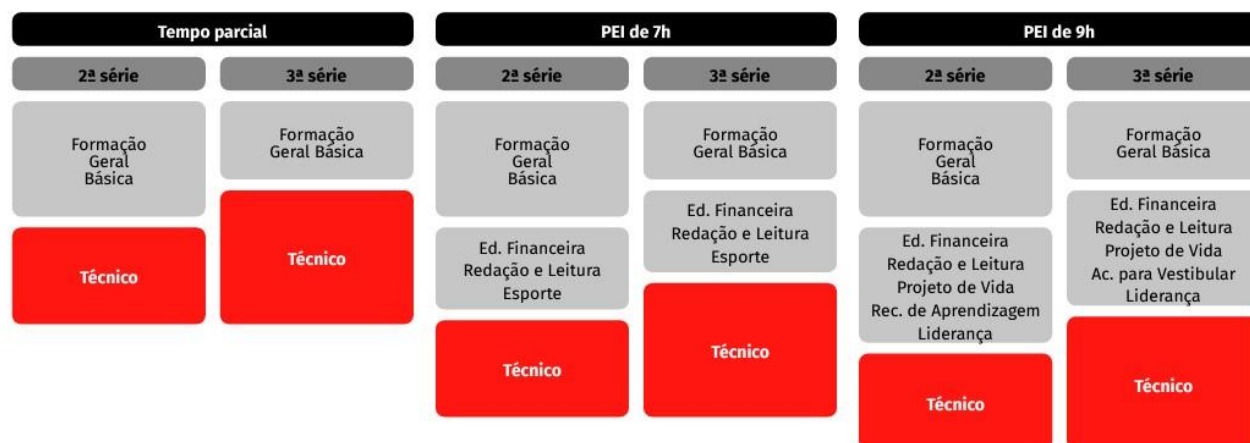 Tempo parcial
2ª série
3ª série
Formação
Geral
Básica
Técnico
Formação
Geral Básica
Técnico
PEI de 7h
2ª série
3ª série
Formação
Geral
Básica
Ed. Financeira
Redação e Leitura
Esporte
Técnico
Formação
Geral Básica
Ed. Financeira
Redação e Leitura
Esporte
Técnico
PEI de 9h
2ª série
3ª série
Formação
Geral
Básica
Ed. Financeira
Redação e Leitura
Projeto de Vida
Rec. de Aprendizagem
Liderança
Técnico
Formação
Geral Básica
Ed. Financeira
Redação e Leitura
Projeto de Vida
Ac. para Vestibular
Liderança
Técnico